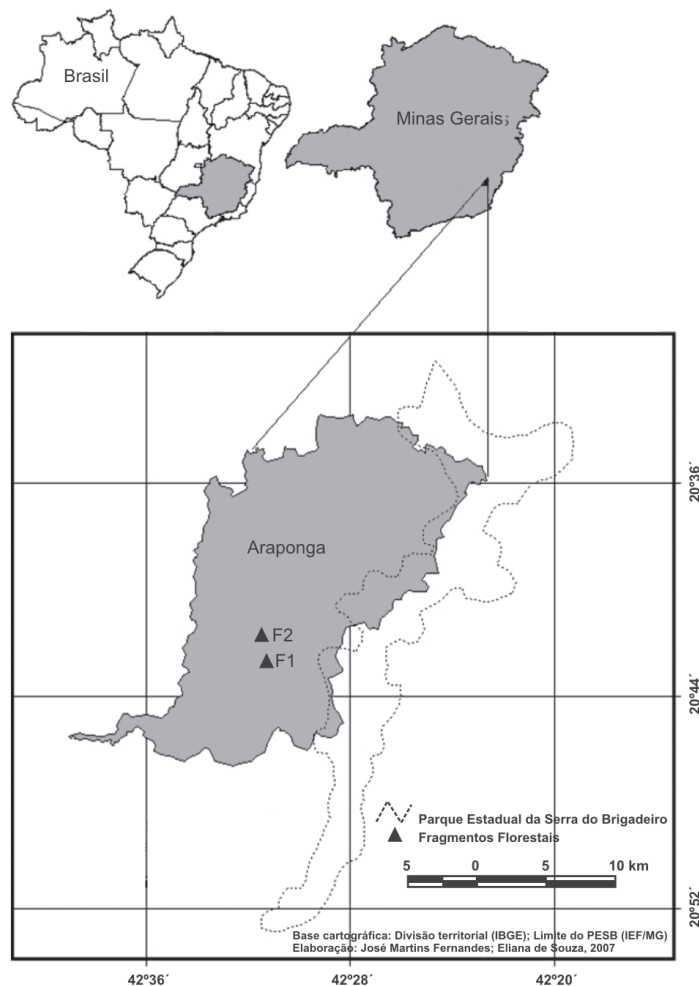 Brasil
Minas Gerais
Araponga
F2
F1
20°36´
20°44´
20°52´
Parque Estadual da Serra do Brigadeiro
Fragmentos Florestais
5 0 5 10 km
Base cartográfica: Divisão territorial (IBGE); Limite do PESB (IEF/MG)
Elaboração: José Martins Fernandes; Eliana de Souza, 2007
42°36´ 42°28´ 42°20´